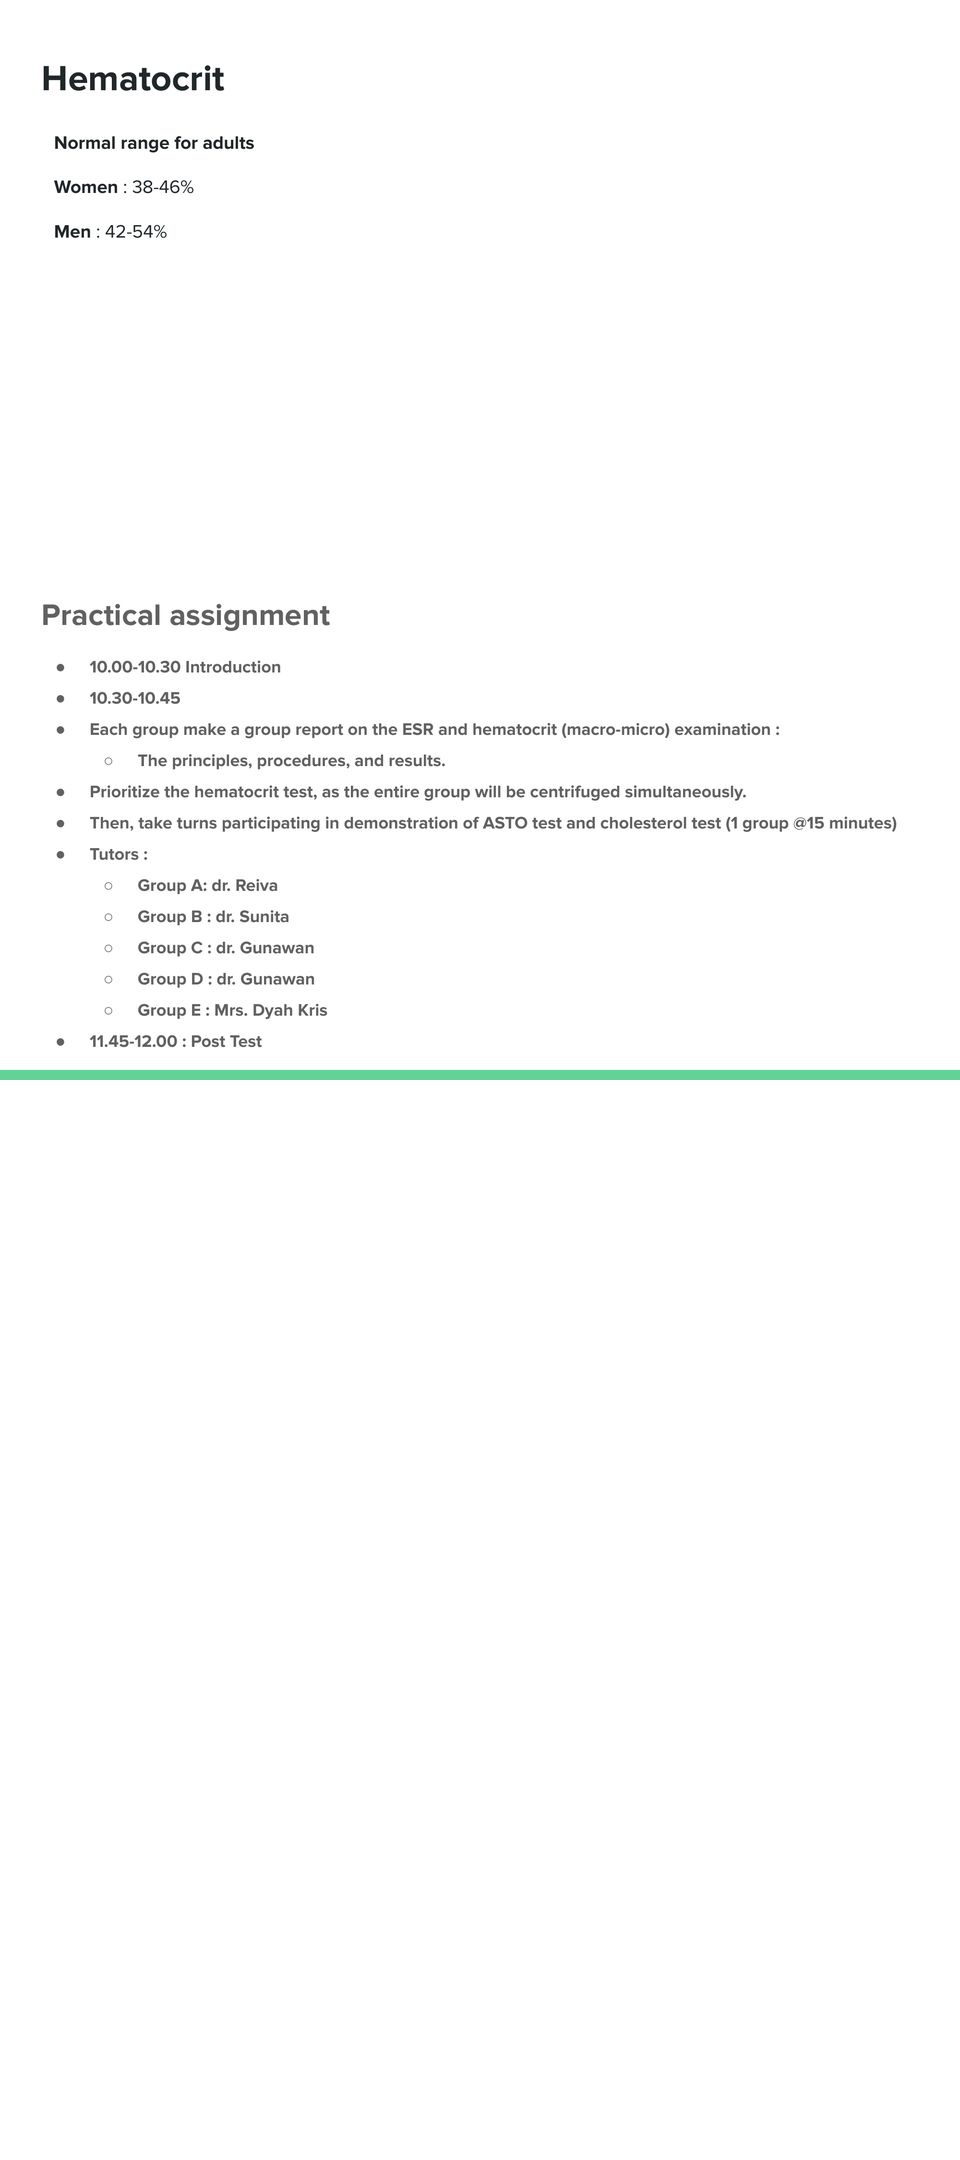 Hematocrit
Normal range for adults
Women : 38-46%
Men : 42-54%
Practical assignment
● 10.00-10.30 Introduction
● 10.30-10.45
● Each group make a group report on the ESR and hematocrit (macro-micro) examination :
○ The principles, procedures, and results.
● Prioritize the hematocrit test, as the entire group will be centrifuged simultaneously.
● Then, take turns participating in demonstration of ASTO test and cholesterol test (1 group @15 minutes)
● Tutors :
○ Group A: dr. Reiva
○ Group B : dr. Sunita
○ Group C : dr. Gunawan
○ Group D : dr. Gunawan
○ Group E : Mrs. Dyah Kris
● 11.45-12.00 : Post Test